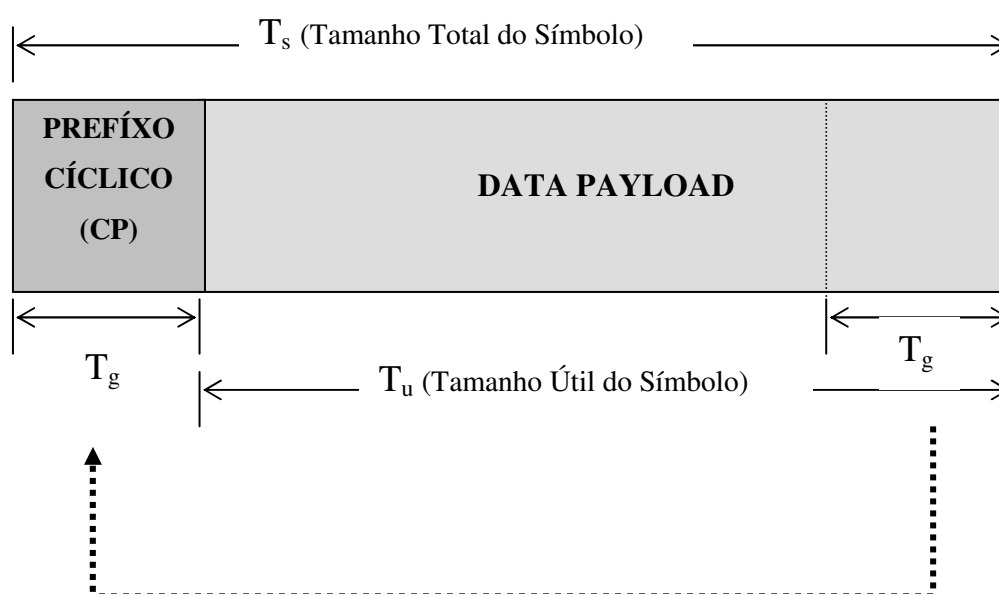 Ts (Tamanho Total do Símbolo)
PREFÍXO
CÍCLICO
(CP)
DATA PAYLOAD
Tg
Tg
Tu (Tamanho Útil do Símbolo)